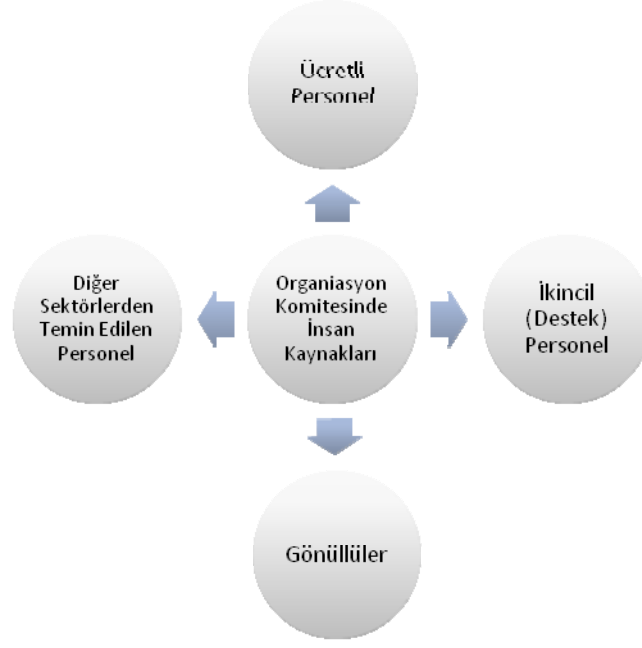 Ücretli
Personel
Diğer
Sektörlerden
Temin Edilen
Personel
Organiasyon
Komitesinde
İnsan
Kaynakları
İkincil
(Destek)
Personel
Gönüllüler